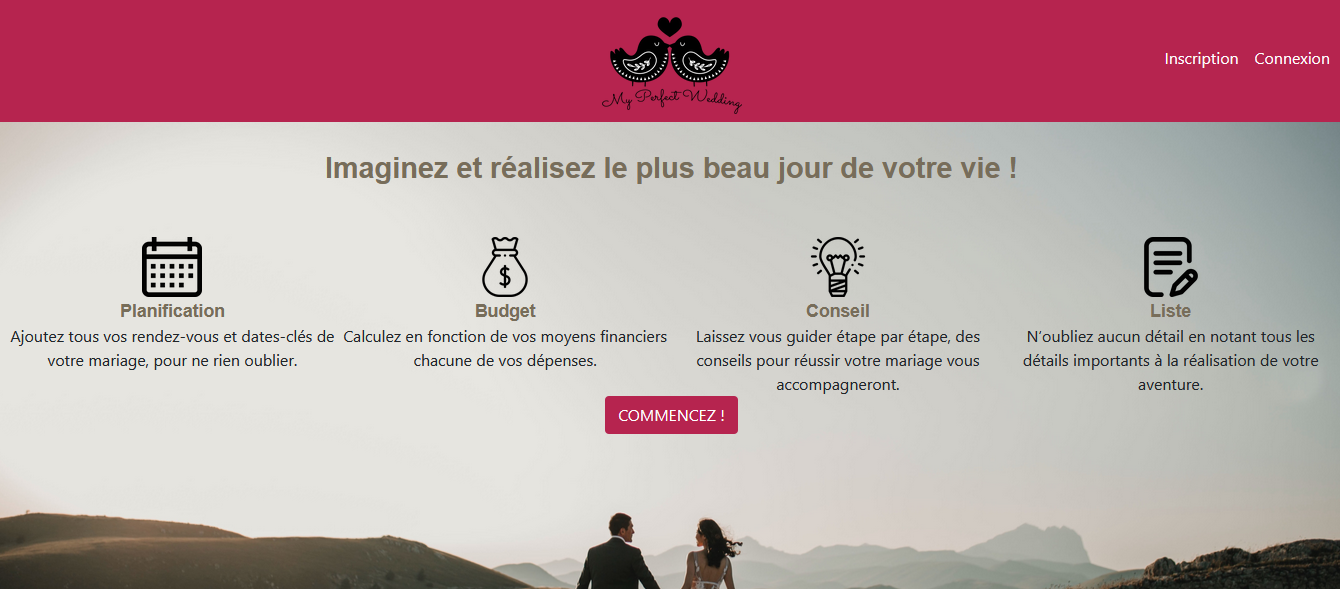 My Perfect Wedding
Inscription Connexion
Imaginez et réalisez le plus beau jour de votre vie !
Planification
Ajoutez tous vos rendez-vous et dates-clés de
votre mariage, pour ne rien oublier.
Budget
Calculez en fonction de vos moyens financiers
chacune de vos dépenses.
Conseil
Laissez vous guider étape par étape, des
conseils pour réussir votre mariage vous
accompagneront.
Liste
N’oubliez aucun détail en notant tous les
détails importants à la réalisation de votre
aventure.
COMMENCEZ !